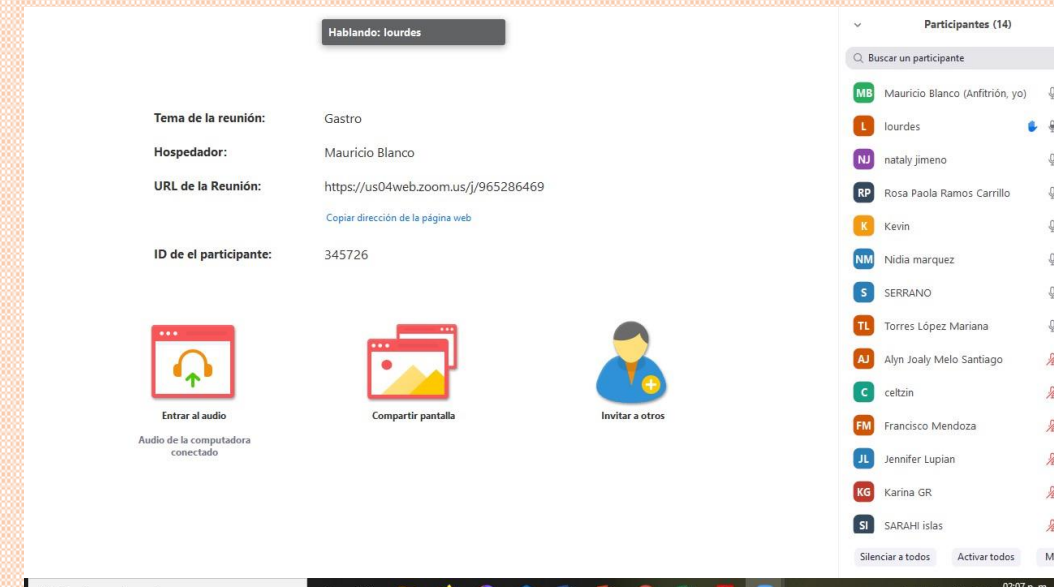 Hablando: lourdes
Tema de la reunión: Gastro
Hospedador: Mauricio Blanco
URL de la Reunión: https://us04web.zoom.us/j/965286469
Copiar dirección de la página web
ID de el participante: 345726
Entrar al audio
Audio de la computadora
conectado
Compartir pantalla
Invitar a otros
Participantes (14)
Buscar un participante
MB Mauricio Blanco (Anfitrión, yo)
L lourdes
NJ nataly jimeno
RP Rosa Paola Ramos Carrillo
K Kevin
NM Nidia marquez
S SERRANO
TL Torres López Mariana
AJ Alyn Joaly Melo Santiago
C celtzin
FM Francisco Mendoza
JL Jennifer Lupian
KG Karina GR
SI SARAHI islas
Silenciar a todos Activar todos M